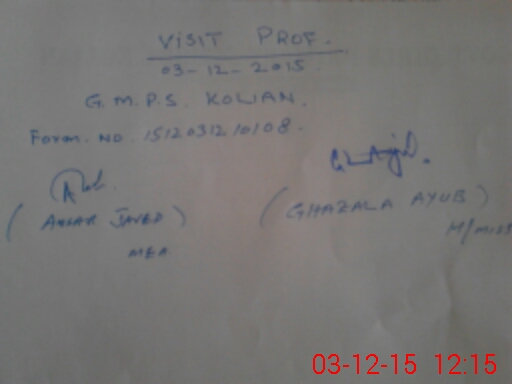 VISIT PROF.
03-12-2015.
G.M.P.S. KOLIAN.
Form. NO. 1512031210108.
(ANSAR JAVED)
(GHAZALA AYUB)
MEA
H/MISS
03-12-15 12:15